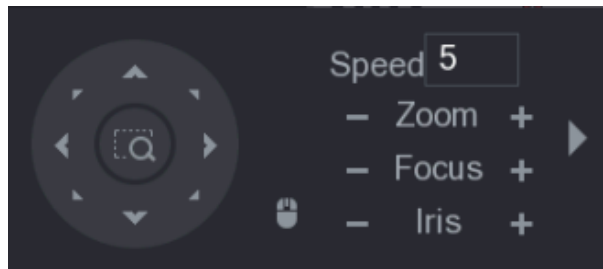 Speed 5
− Zoom +
− Focus +
− Iris +